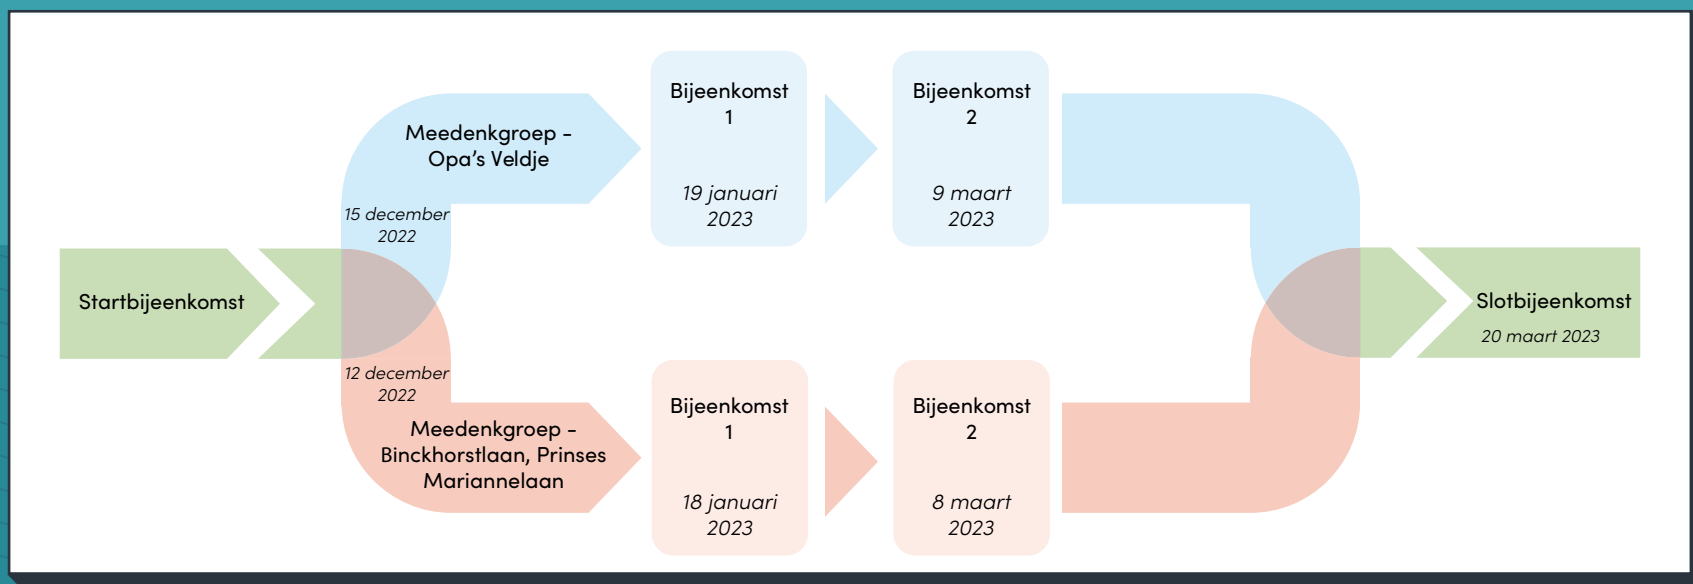 Startbijeenkomst
15 december
2022
Meedenkgroep -
Opa's Veldje
Bijeenkomst
1
19 januari
2023
Bijeenkomst
2
9 maart
2023
12 december
2022
Meedenkgroep -
Binckhorstlaan, Prinses
Mariannelaan
Bijeenkomst
1
18 januari
2023
Bijeenkomst
2
8 maart
2023
Slotbijeenkomst
20 maart 2023